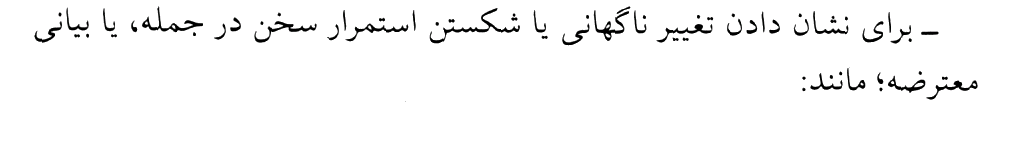 ـ برای نشان دادن تغییر ناگهانی یا شکستن استمرار سخن در جمله، یا بیانی
معترضه؛ مانند: